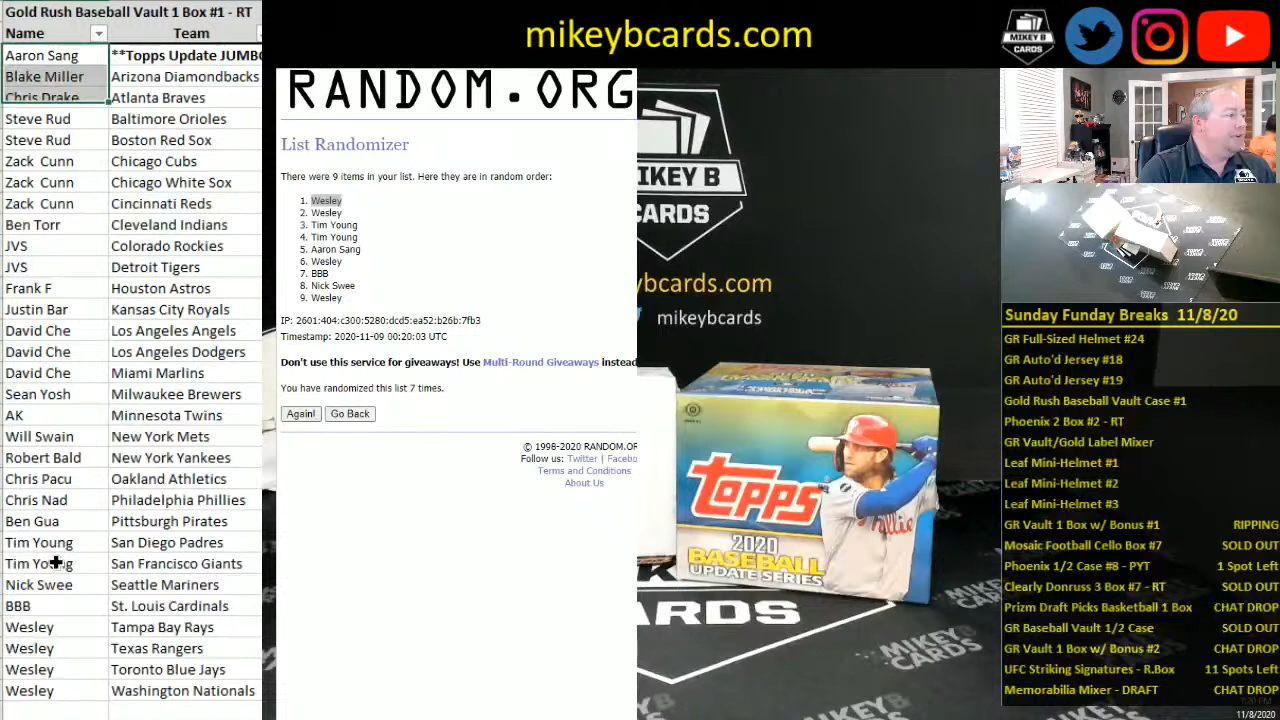 Gold Rush Baseball Vault 1 Box #1 - RT
Name Team
Aaron Sang **Topps Update JUMB
Blake Miller Arizona Diamondbacks
Chris Drake Atlanta Braves
Steve Rud Baltimore Orioles
Steve Rud Boston Red Sox
Zack Cunn Chicago Cubs
Zack Cunn Chicago White Sox
Zack Cunn Cincinnati Reds
Ben Torr Cleveland Indians
JVS Colorado Rockies
JVS Detroit Tigers
Frank F Houston Astros
Justin Bar Kansas City Royals
David Che Los Angeles Angels
David Che Los Angeles Dodgers
David Che Miami Marlins
Sean Yosh Milwaukee Brewers
AK Minnesota Twins
Will Swain New York Mets
Robert Bald New York Yankees
Chris Pacu Oakland Athletics
Chris Nad Philadelphia Phillies
Ben Gua Pittsburgh Pirates
Tim Young San Diego Padres
Tim Young San Francisco Giants
Nick Swee Seattle Mariners
BBB St. Louis Cardinals
Wesley Tampa Bay Rays
Wesley Texas Rangers
Wesley Toronto Blue Jays
Wesley Washington Nationals
mikeybcards.com
RANDOM.ORG
List Randomizer
There were 9 items in your list. Here they are in random order:
1. Wesley
2. Wesley
3. Tim Young
4. Tim Young
5. Aaron Sang
6. Wesley
7. BBB
8. Nick Swee
9. Wesley
IP: 2601:404:c300:5280:dcd5:ea52:b26b:7fb3
Timestamp: 2020-11-09 00:20:03 UTC
Don't use this service for giveaways! Use Multi-Round Giveaways instead
You have randomized this list 7 times.
Again! Go Back
© 1998-2020 RANDOM.OR
Follow us: Twitter | Facebo
Terms and Conditions
About Us
KEY B
CARDS
ybcards.com
mikeybcards
topps
2020
BASEBALL
UPDATE SERIES
Phillie
ARDS
MIKEY B
CARDS
MIKEY B
CARDS
Sunday Funday Breaks 11/8/20
GR Full-Sized Helmet #24
GR Auto'd Jersey #18
GR Auto'd Jersey #19
Gold Rush Baseball Vault Case #1
Phoenix 2 Box #2 - RT
GR Vault/Gold Label Mixer
Leaf Mini-Helmet #1
Leaf Mini-Helmet #2
Leaf Mini-Helmet #3
GR Vault 1 Box w/ Bonus #1 RIPPING
Mosaic Football Cello Box #7 SOLD OUT
Phoenix 1/2 Case #8 - PYT 1 Spot Left
Clearly Donruss 3 Box #7 - RT SOLD OUT
Prizm Draft Picks Basketball 1 Box CHAT DROP
GR Baseball Vault 1/2 Case SOLD OUT
GR Vault 1 Box w/ Bonus #2 CHAT DROP
UFC Striking Signatures - R.Box 11 Spots Left
Memorabilia Mixer - DRAFT CHAT DROP
11/8/2020